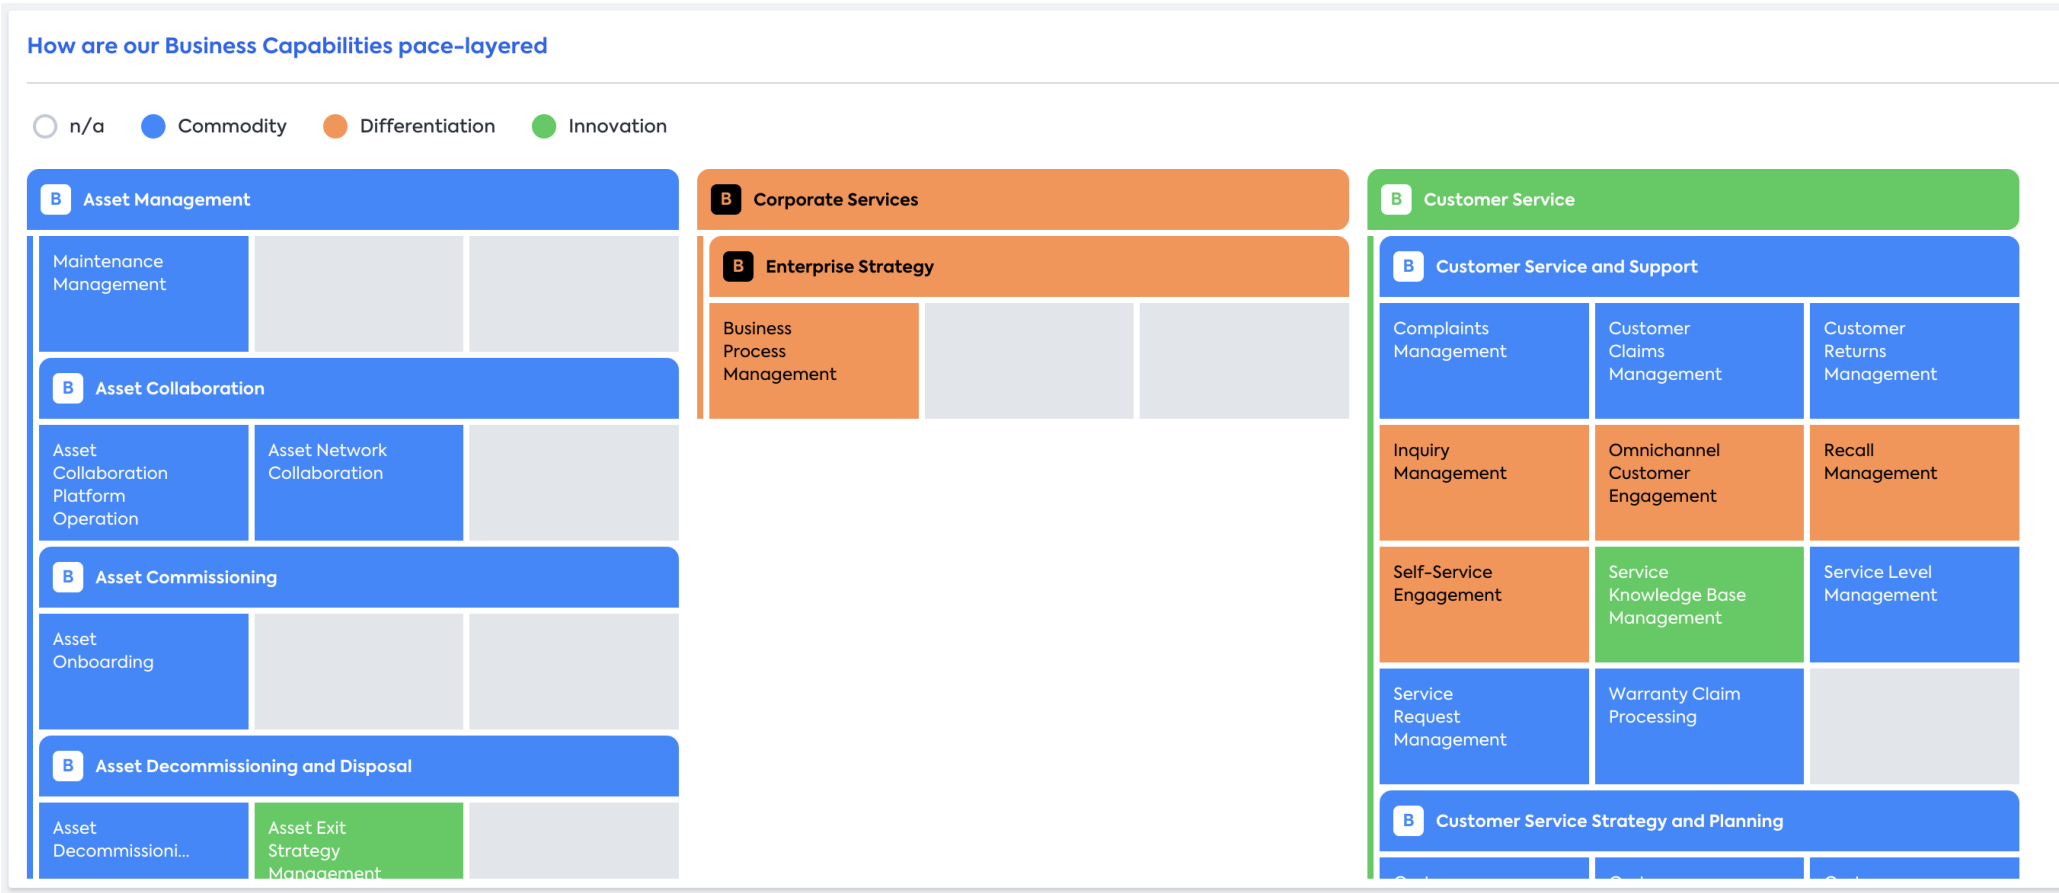 How are our Business Capabilities pace-layered
n/a
Commodity
Differentiation
Innovation
B Asset Management
Maintenance
Management
B Asset Collaboration
Asset
Collaboration
Platform
Operation
Asset Network
Collaboration
B Asset Commissioning
Asset
Onboarding
B Asset Decommissioning and Disposal
Asset
Decommissioni...
Asset Exit
Strategy
Management
B Corporate Services
B Enterprise Strategy
Business
Process
Management
B Customer Service
B Customer Service and Support
Complaints
Management
Customer
Claims
Management
Customer
Returns
Management
Inquiry
Management
Omnichannel
Customer
Engagement
Recall
Management
Self-Service
Engagement
Service
Knowledge Base
Management
Service Level
Management
Service
Request
Management
Warranty Claim
Processing
B Customer Service Strategy and Planning